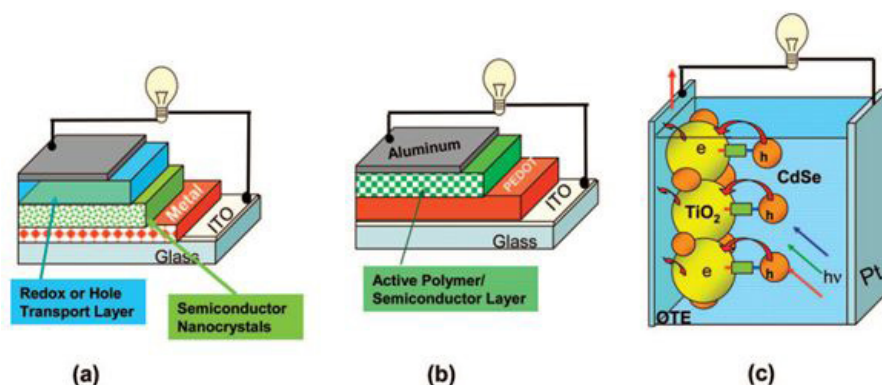 Metal
ITO
Glass
Redox or Hole
Transport Layer
Semiconductor
Nanocrystals
(a)
Aluminum
PEDOT
ITO
Glass
Active Polymer/
Semiconductor Layer
(b)
e
h
CdSe
TiO₂
h
e
h
hν
Pt
OTE
(c)